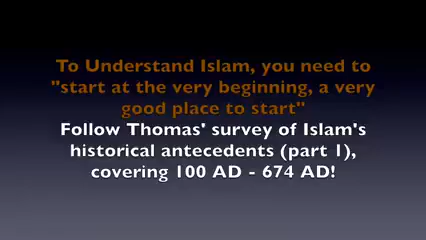 To Understand Islam, you need to
"start at the very beginning, a very
good place to start"
Follow Thomas' survey of Islam's
historical antecedents (part 1),
covering 100 AD - 674 AD!